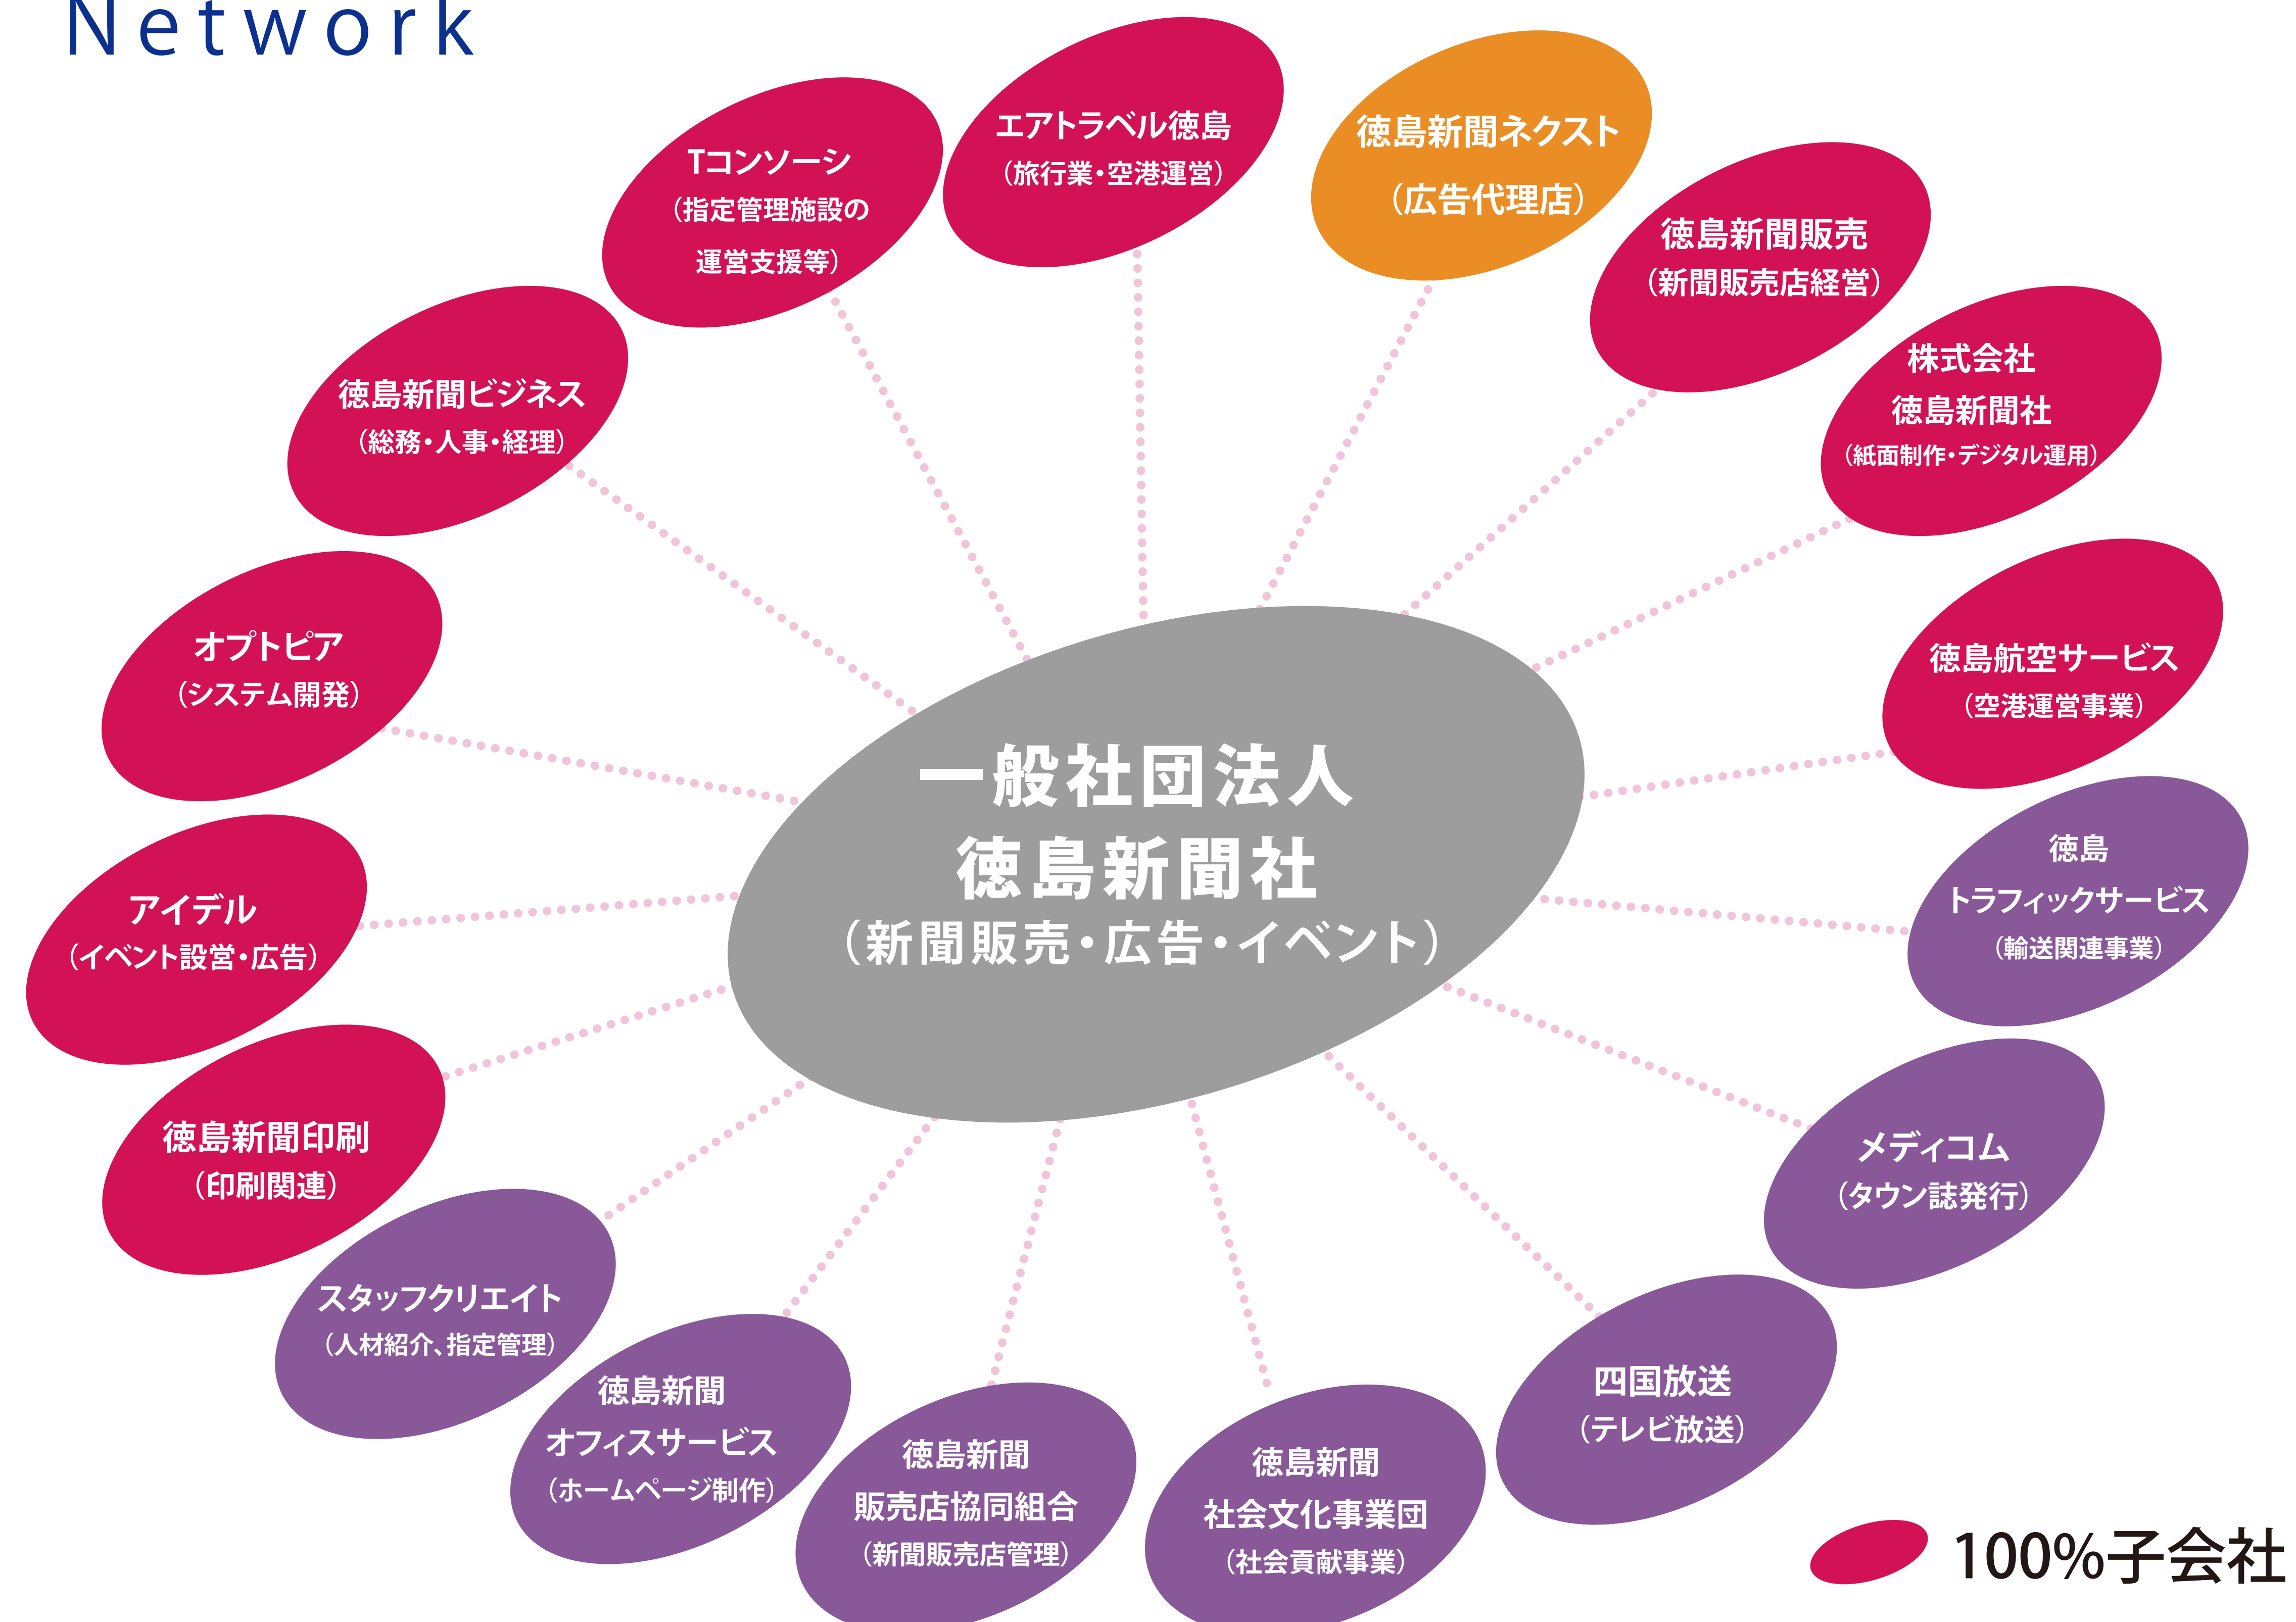 Network
エアトラベル徳島
（旅行業・空港運営）
徳島新聞ネクスト
（広告代理店）
Tコンソーシ
（指定管理施設の
運営支援等）
徳島新聞販売
（新聞販売店経営）
株式会社
徳島新聞社
（紙面制作・デジタル運用）
徳島新聞ビジネス
（総務・人事・経理）
オプトピア
（システム開発）
徳島航空サービス
（空港運営事業）
一般社団法人
徳島新聞社
（新聞販売・広告・イベント）
徳島
トラフィックサービス
（輸送関連事業）
アイデル
（イベント設営・広告）
徳島新聞印刷
（印刷関連）
メディコム
（タウン誌発行）
スタッフクリエイト
（人材紹介、指定管理）
徳島新聞
オフィスサービス
（ホームページ制作）
徳島新聞
販売店協同組合
（新聞販売店管理）
徳島新聞
社会文化事業団
（社会貢献事業）
四国放送
（テレビ放送）
100%子会社